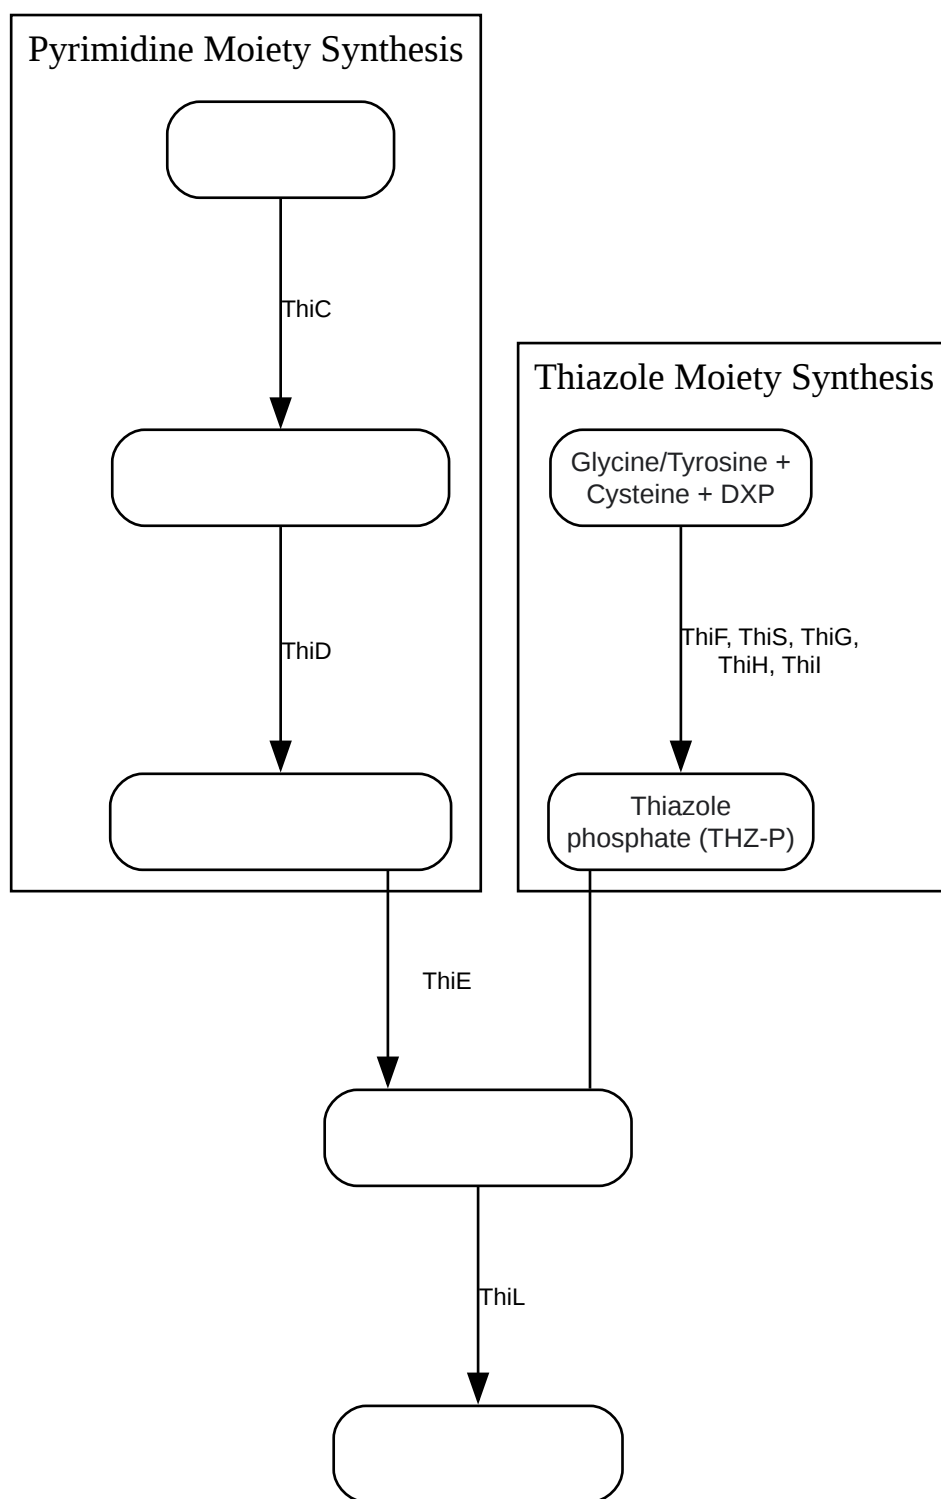 Pyrimidine Moiety Synthesis
ThiC
Thiazole Moiety Synthesis
Glycine/Tyrosine +
Cysteine + DXP
ThiD
ThiF, ThiS, ThiG,
ThiH, ThiI
Thiazole
phosphate (THZ-P)
ThiE
ThiL